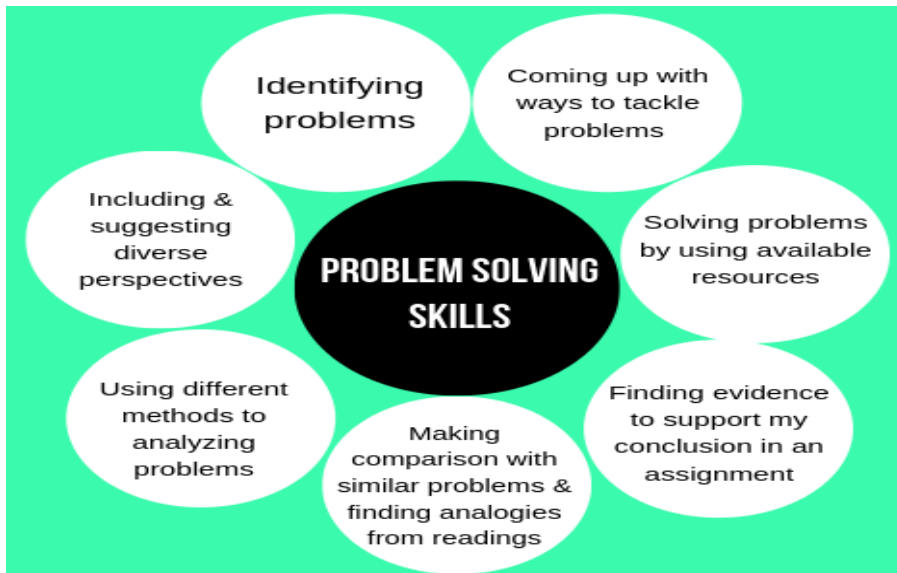 Identifying
problems
Coming up with
ways to tackle
problems
Including &
suggesting
diverse
perspectives
PROBLEM SOLVING
SKILLS
Solving problems
by using available
resources
Using different
methods to
analyzing
problems
Making
comparison with
similar problems &
finding analogies
from readings
Finding evidence
to support my
conclusion in an
assignment